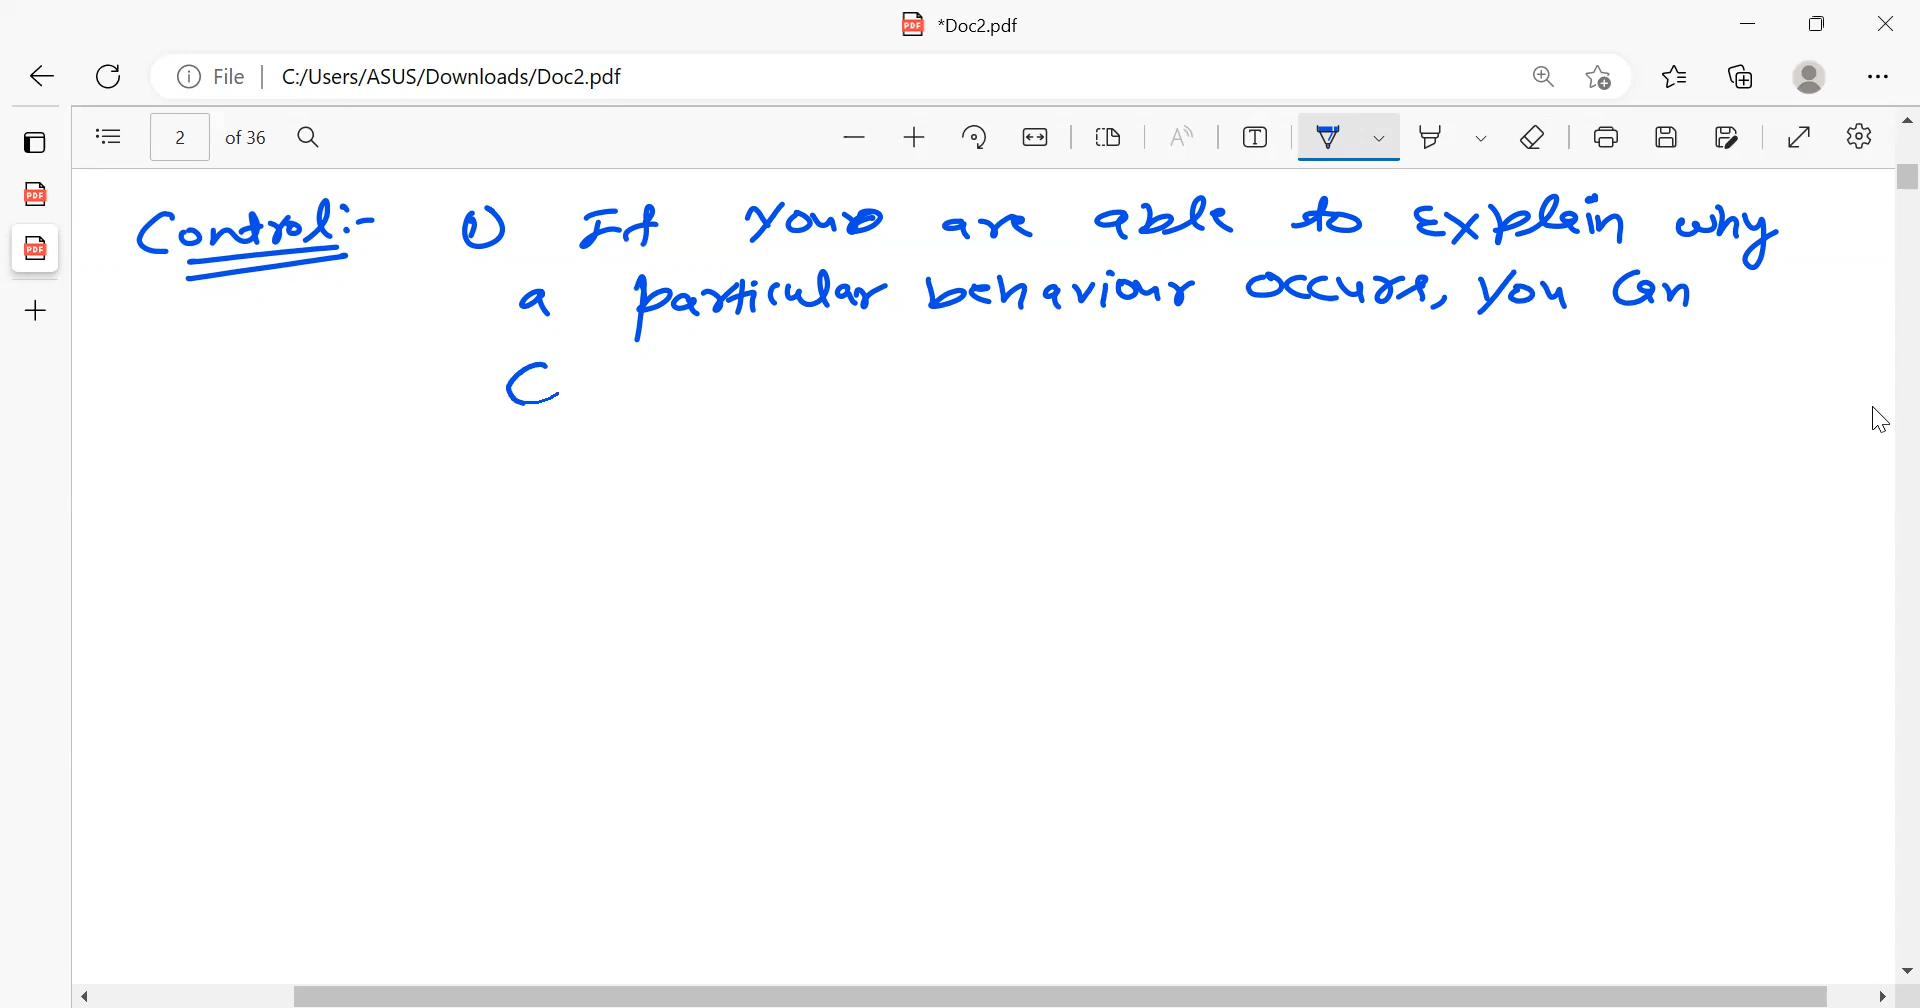 *Doc2.pdf
File C:/Users/ASUS/Downloads/Doc2.pdf
2 of 36
Control:- ① If you are able to explain why
a particular behaviour occurs, you can
C